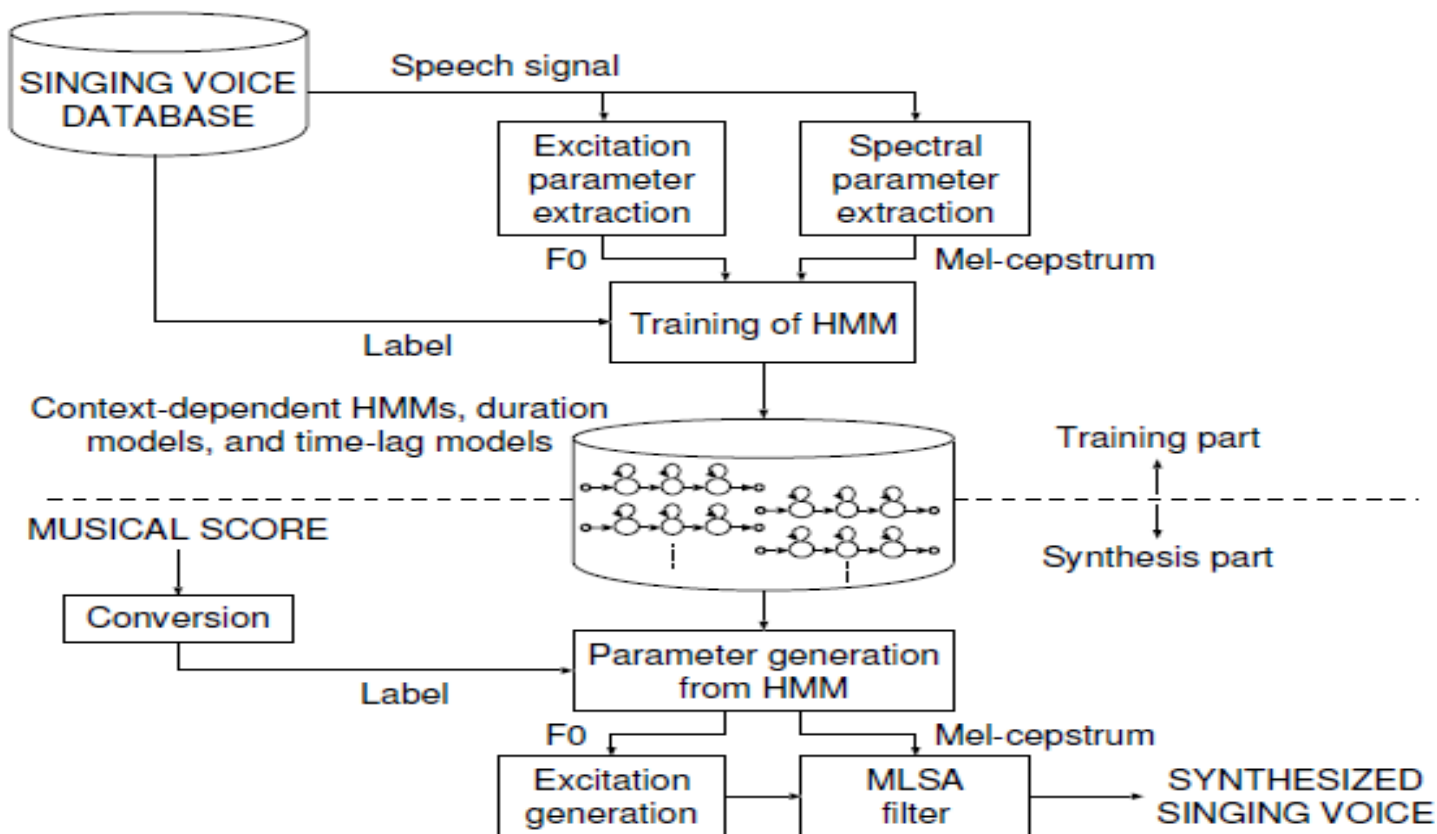 SINGING VOICE
DATABASE
Speech signal
Excitation
parameter
extraction
Spectral
parameter
extraction
F0
Mel-cepstrum
Training of HMM
Label
Context-dependent HMMs, duration
models, and time-lag models
Training part
MUSICAL SCORE
Synthesis part
Conversion
Parameter generation
from HMM
Label
F0
Mel-cepstrum
Excitation
generation
MLSA
filter
SYNTHESIZED
SINGING VOICE